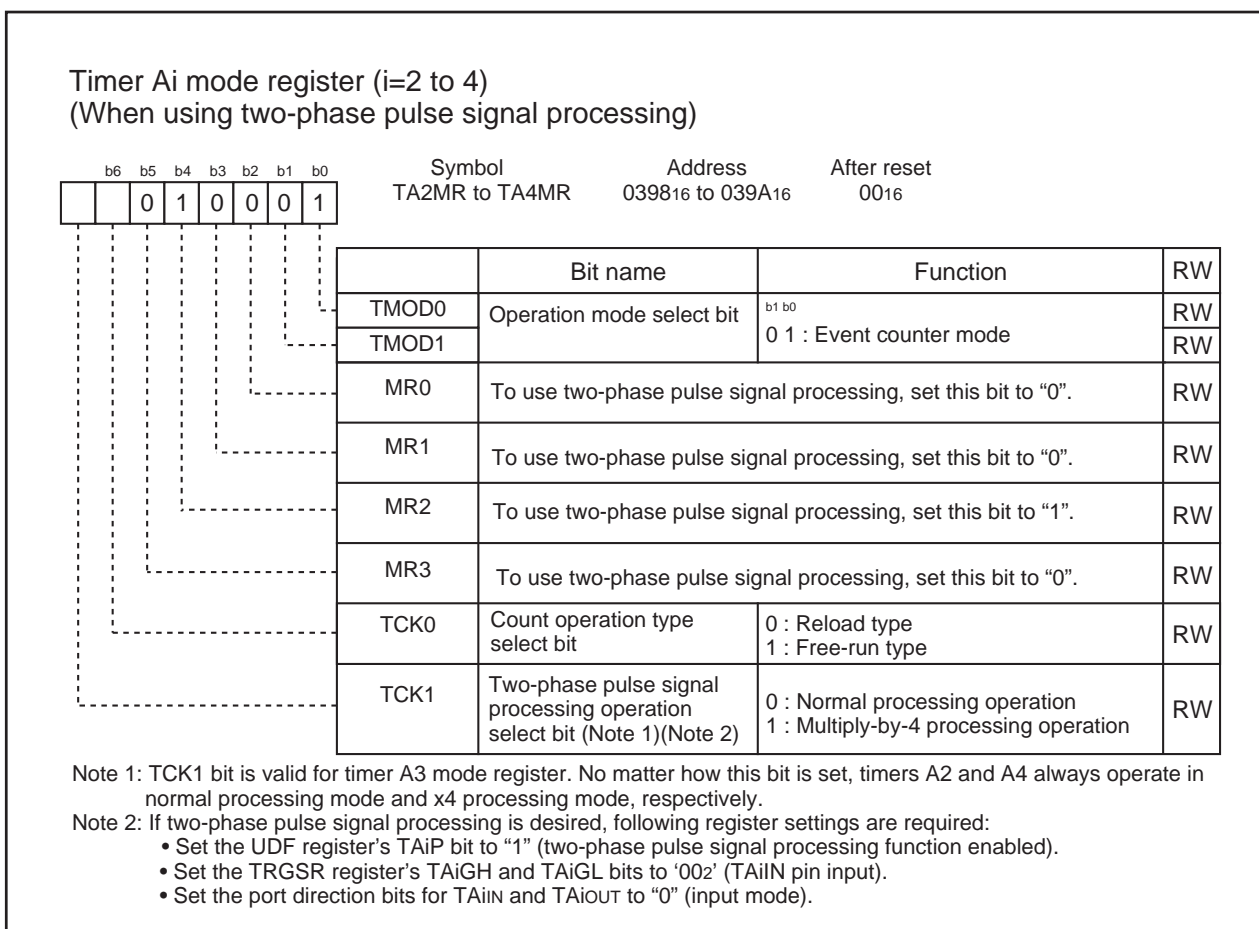 Timer Ai mode register (i=2 to 4)
(When using two-phase pulse signal processing)
b6 b5 b4 b3 b2 b1 b0
0 1 0 0 0 1
Symbol Address After reset
TA2MR to TA4MR 039816 to 039A16 0016
Bit name Function RW
TMOD0 Operation mode select bit b1 b0 RW
0 1 : Event counter mode
TMOD1 RW
MR0 To use two-phase pulse signal processing, set this bit to “0”. RW
MR1 To use two-phase pulse signal processing, set this bit to “0”. RW
MR2 To use two-phase pulse signal processing, set this bit to “1”. RW
MR3 To use two-phase pulse signal processing, set this bit to “0”. RW
TCK0 Count operation type select bit 0 : Reload type RW
1 : Free-run type
TCK1 Two-phase pulse signal
processing operation
select bit (Note 1)(Note 2)
0 : Normal processing operation
1 : Multiply-by-4 processing operation
RW
Note 1: TCK1 bit is valid for timer A3 mode register. No matter how this bit is set, timers A2 and A4 always operate in
normal processing mode and x4 processing mode, respectively.
Note 2: If two-phase pulse signal processing is desired, following register settings are required:
• Set the UDF register’s TAiP bit to “1” (two-phase pulse signal processing function enabled).
• Set the TRGSR register’s TAiGH and TAiGL bits to ‘002’ (TAiIN pin input).
• Set the port direction bits for TAiIN and TAiOUT to “0” (input mode).